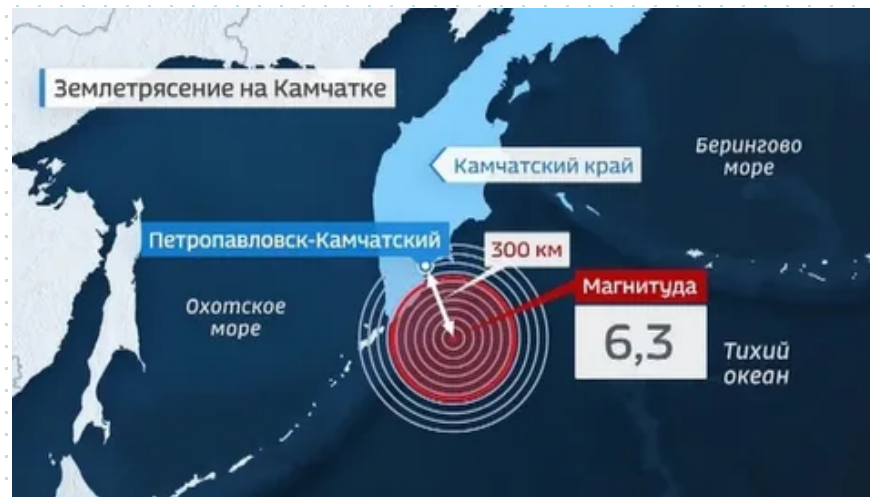 Землетрясение на Камчатке
Берингово
море
Камчатский край
Петропавловск-Камчатский
300 км
Магнитуда
6,3
Охотское
море
Тихий
океан